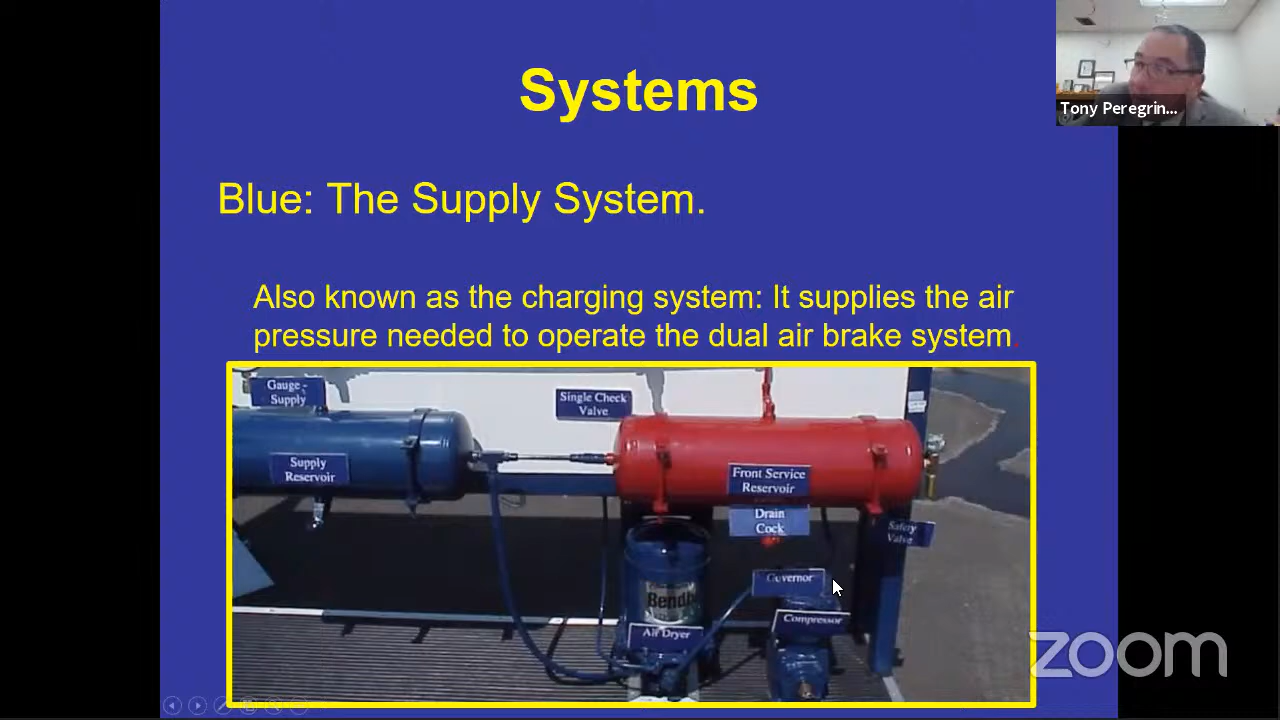 Systems
Tony Peregrin...
Blue: The Supply System.
Also known as the charging system: It supplies the air
pressure needed to operate the dual air brake system.
Gauge -
Supply
Single Check
Valve
Supply
Reservoir
Front Service
Reservoir
Drain
Cock
Safety
Valve
Governor
Bend
Compressor
Air Dryer
zoom